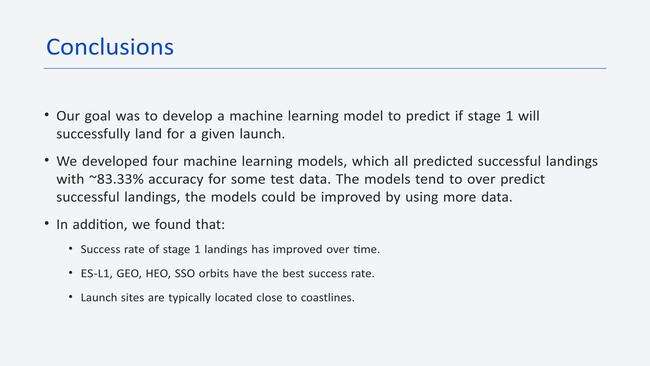 Conclusions
• Our goal was to develop a machine learning model to predict if stage 1 will
successfully land for a given launch.
• We developed four machine learning models, which all predicted successful landings
with ~83.33% accuracy for some test data. The models tend to over predict
successful landings, the models could be improved by using more data.
• In addition, we found that:
• Success rate of stage 1 landings has improved over time.
• ES-L1, GEO, HEO, SSO orbits have the best success rate.
• Launch sites are typically located close to coastlines.